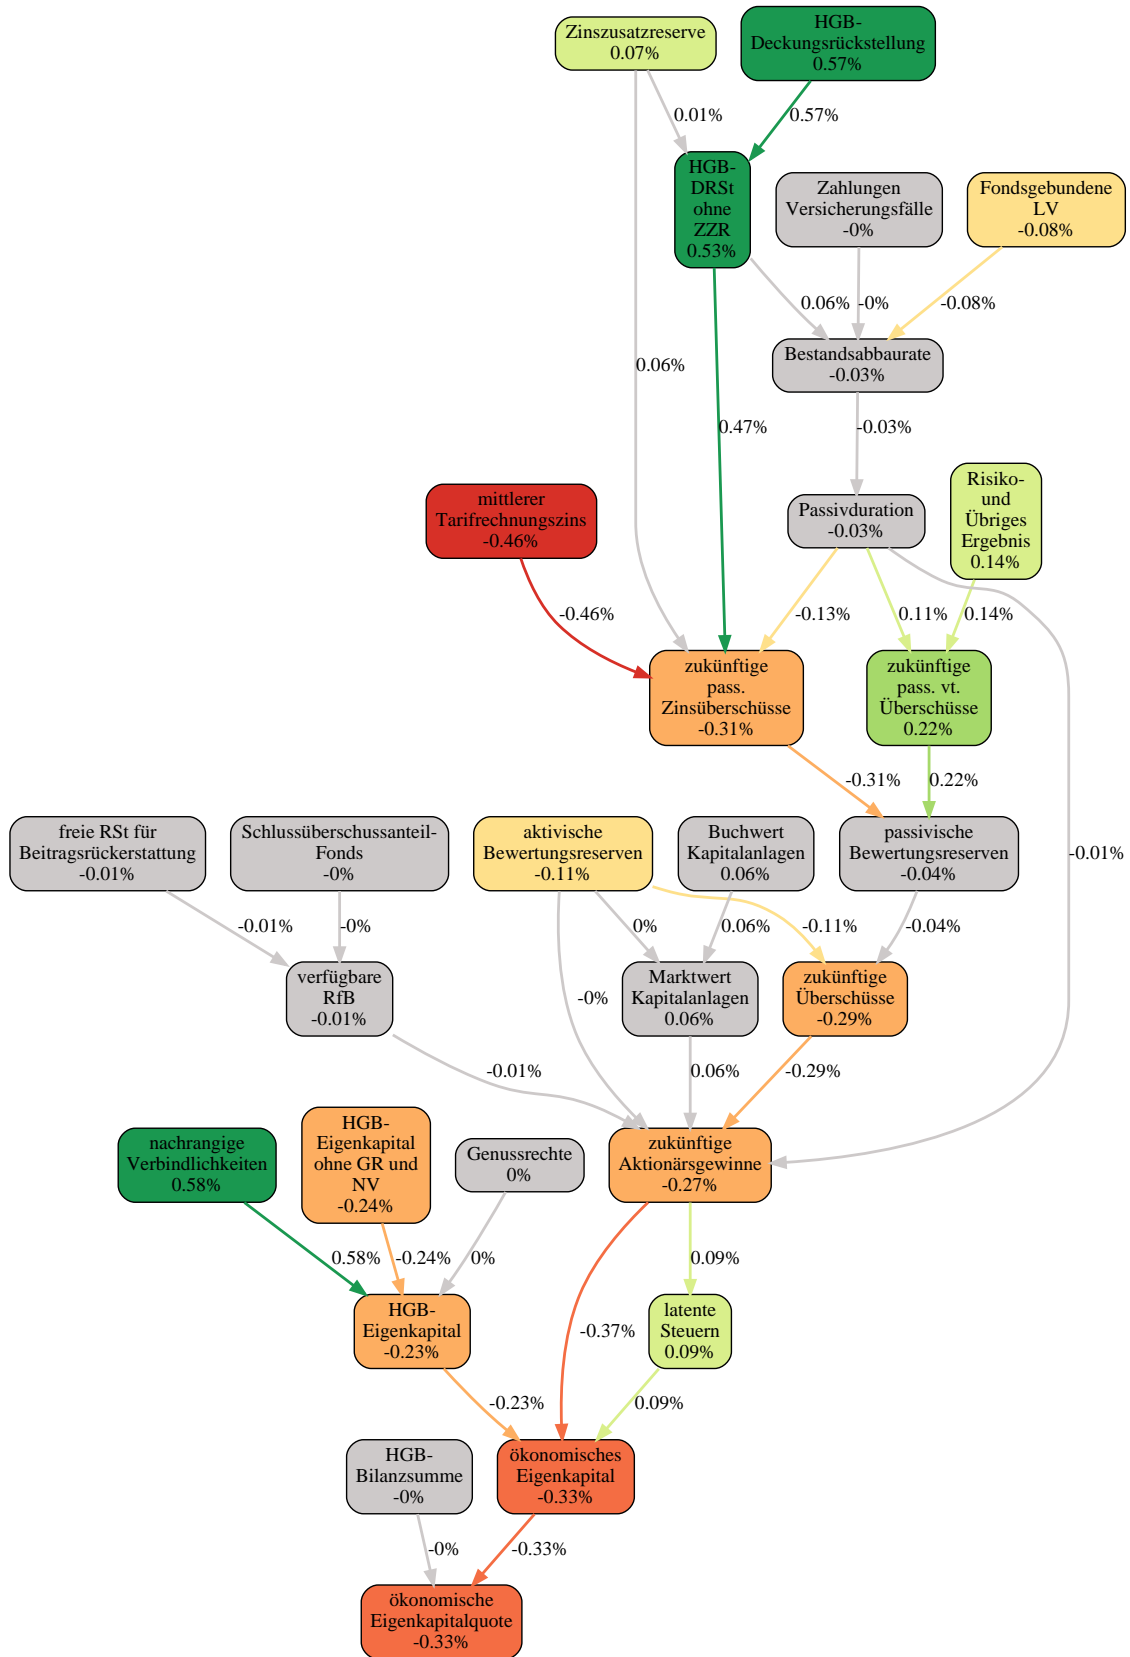 Zinszusatzreserve
0.07%
HGB-
Deckungsrückstellung
0.57%
0.01%
0.57%
HGB-
DRSt
ohne
ZZR
0.53%
Zahlungen
Versicherungsfälle
-0%
Fondsgebundene
LV
-0.08%
0.06%
-0%
-0.08%
Bestandsabbaurate
-0.03%
0.06%
0.47%
-0.03%
mittlerer
Tarifrechnungszins
-0.46%
Passivduration
-0.03%
Risiko-
und
Übriges
Ergebnis
0.14%
-0.46%
-0.13%
0.11%
0.14%
zukünftige
pass.
Zinsüberschüsse
-0.31%
zukünftige
pass. vt.
Überschüsse
0.22%
-0.31%
0.22%
freie RSt für
Beitragsrückerstattung
-0.01%
Schlussüberschussanteil-
Fonds
-0%
aktivische
Bewertungsreserven
-0.11%
Buchwert
Kapitalanlagen
0.06%
passivische
Bewertungsreserven
-0.04%
-0.01%
-0.01%
-0%
0%
0.06%
-0.11%
-0.04%
verfügbare
RfB
-0.01%
-0%
Marktwert
Kapitalanlagen
0.06%
zukünftige
Überschüsse
-0.29%
-0.01%
0.06%
-0.29%
nachrangige
Verbindlichkeiten
0.58%
HGB-
Eigenkapital
ohne GR und
NV
-0.24%
Genussrechte
0%
zukünftige
Aktionärsgewinne
-0.27%
0.58%
-0.24%
0%
0.09%
HGB-
Eigenkapital
-0.23%
-0.37%
latente
Steuern
0.09%
-0.23%
0.09%
HGB-
Bilanzsumme
-0%
ökonomisches
Eigenkapital
-0.33%
-0%
-0.33%
ökonomische
Eigenkapitalquote
-0.33%